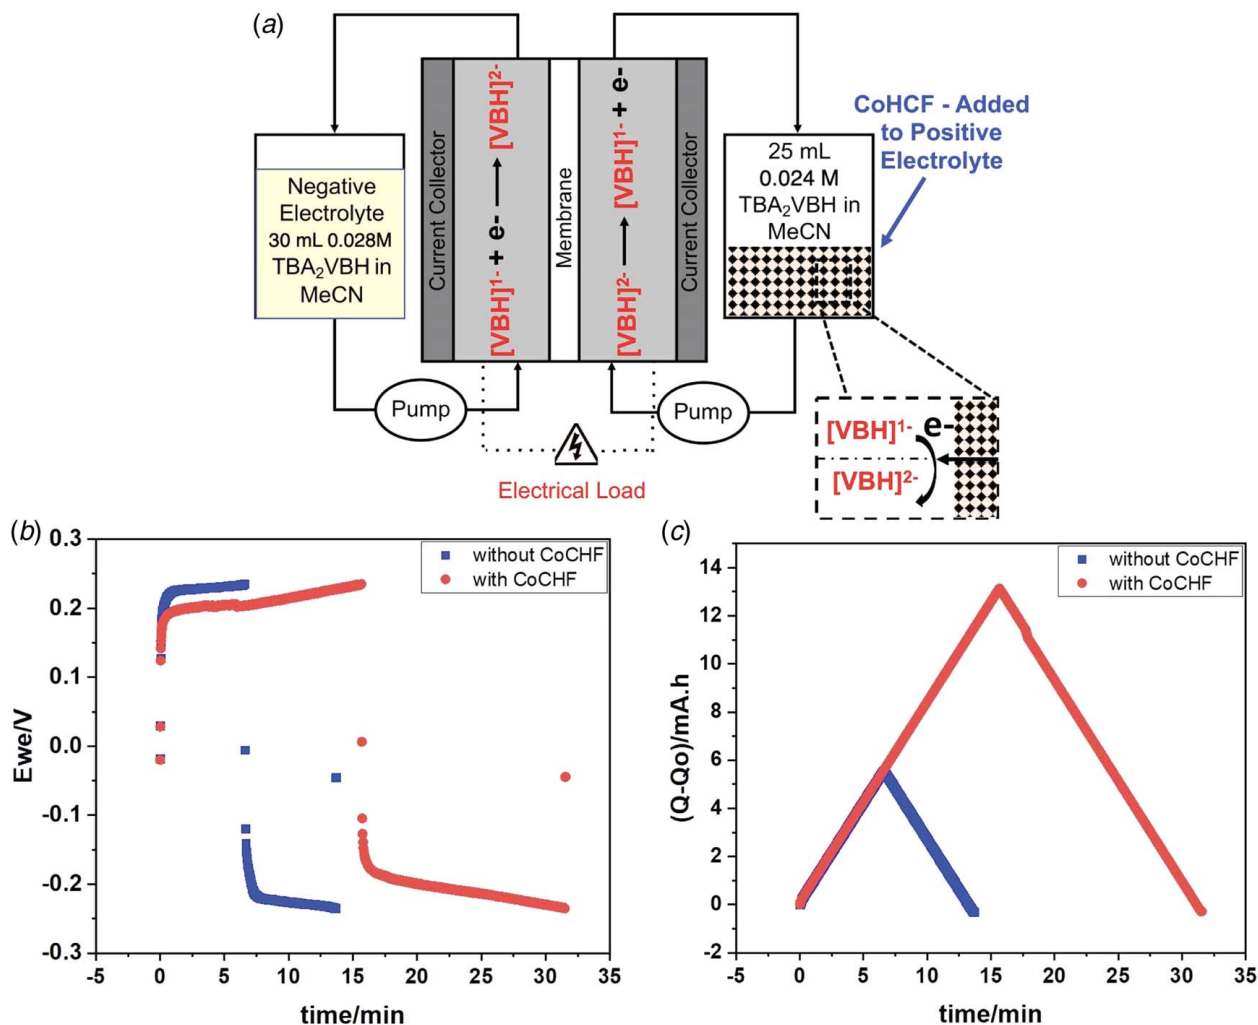 (a)
Negative
Electrolyte
30 mL 0.028M
TBA₂VBH in
MeCN
Pump
Current Collector
[VBH]¹⁻ + e- → [VBH]²⁻
Membrane
[VBH]²⁻ → [VBH]¹⁻ + e-
Current Collector
25 mL
0.024 M
TBA₂VBH in
MeCN
CoHCF - Added
to Positive
Electrolyte
Pump
Electrical Load
[VBH]¹⁻ e-
[VBH]²⁻
(b)
without CoCHF
with CoCHF
Ewe/V
0.3
0.2
0.1
0.0
-0.1
-0.2
-0.3
-5 0 5 10 15 20 25 30 35
time/min
(c)
without CoCHF
with CoCHF
(Q-Qo)/mA.h
14
12
10
8
6
4
2
0
-2
-5 0 5 10 15 20 25 30 35
time/min